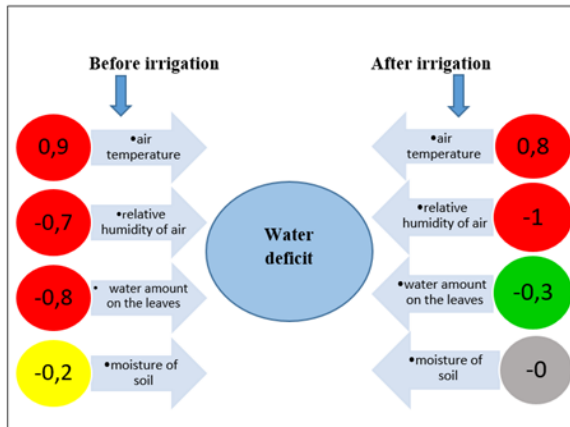 Before irrigation
0,9
•air
temperature
-0,7
•relative
humidity of air
-0,8
• water amount
on the leaves
-0,2
•moisture of
soil
Water
deficit
After irrigation
•air
temperature
0,8
•relative
humidity of air
-1
•water amount
on the leaves
-0,3
•moisture of
soil
-0